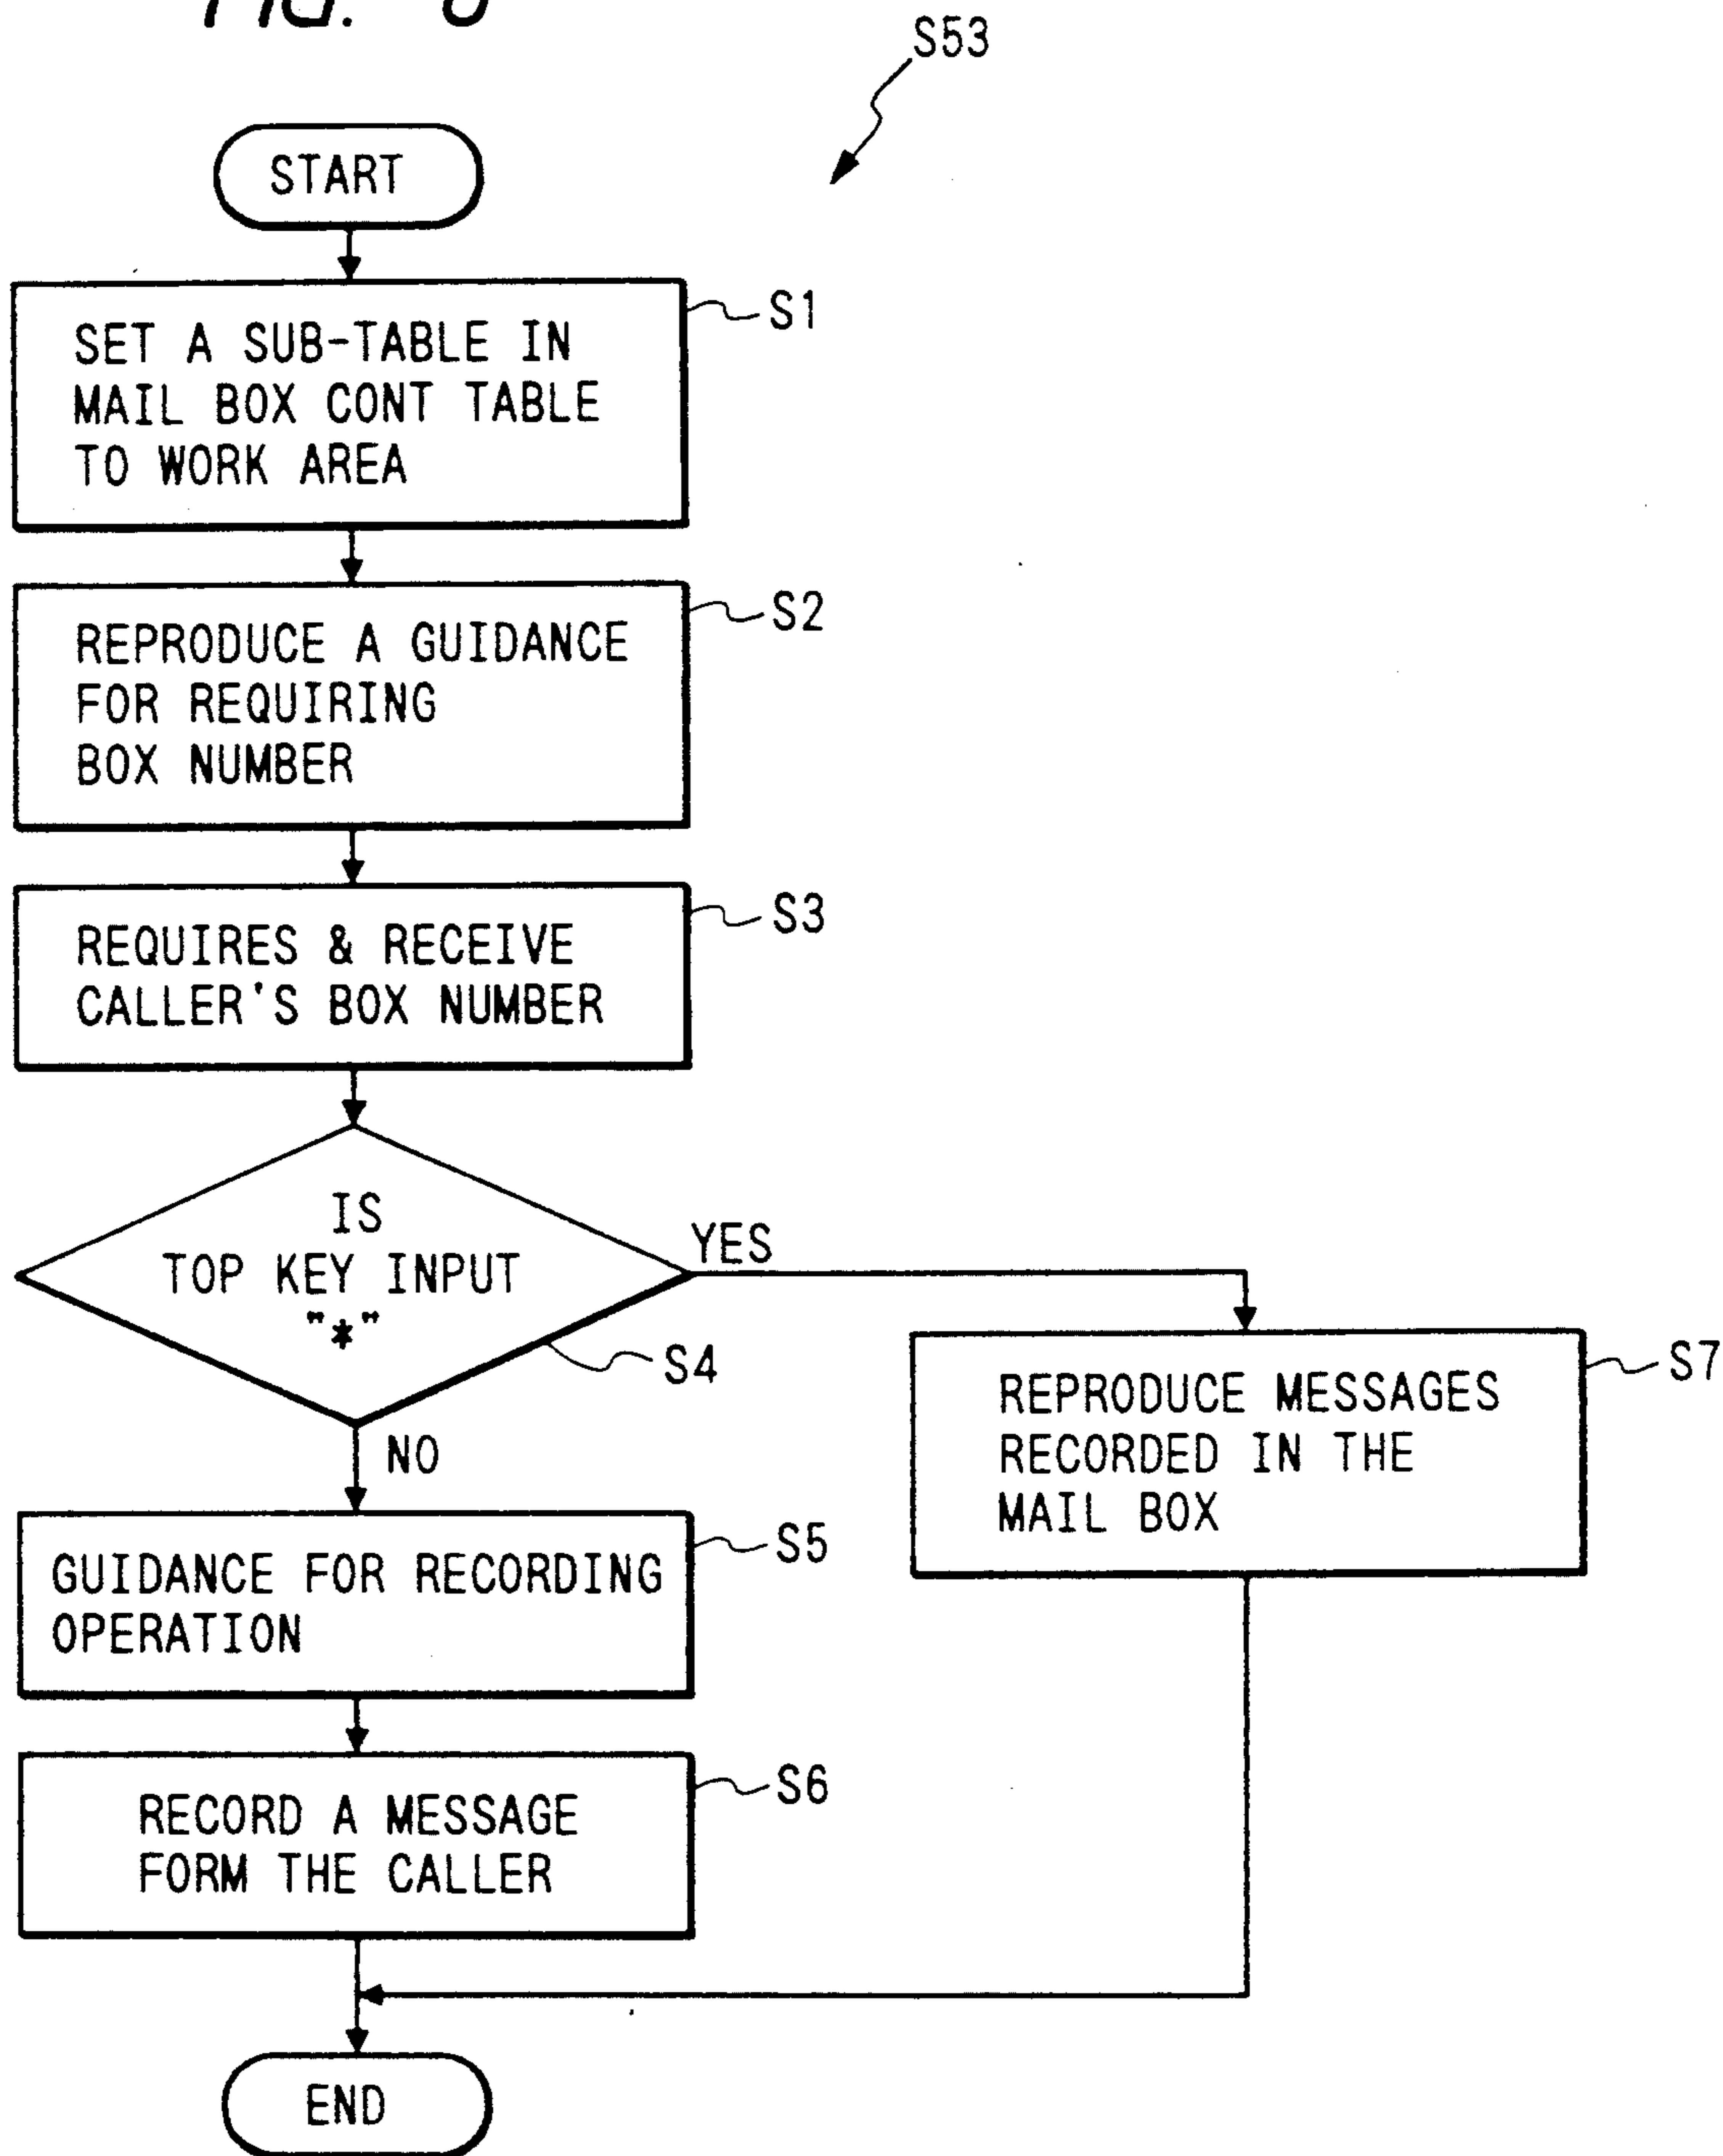 S53
START
S1
SET A SUB-TABLE IN
MAIL BOX CONT TABLE
TO WORK AREA
S2
REPRODUCE A GUIDANCE
FOR REQUIRING
BOX NUMBER
S3
REQUIRES & RECEIVE
CALLER'S BOX NUMBER
IS
TOP KEY INPUT
"*"
YES
S4
NO
S7
REPRODUCE MESSAGES
RECORDED IN THE
MAIL BOX
S5
GUIDANCE FOR RECORDING
OPERATION
S6
RECORD A MESSAGE
FORM THE CALLER
END